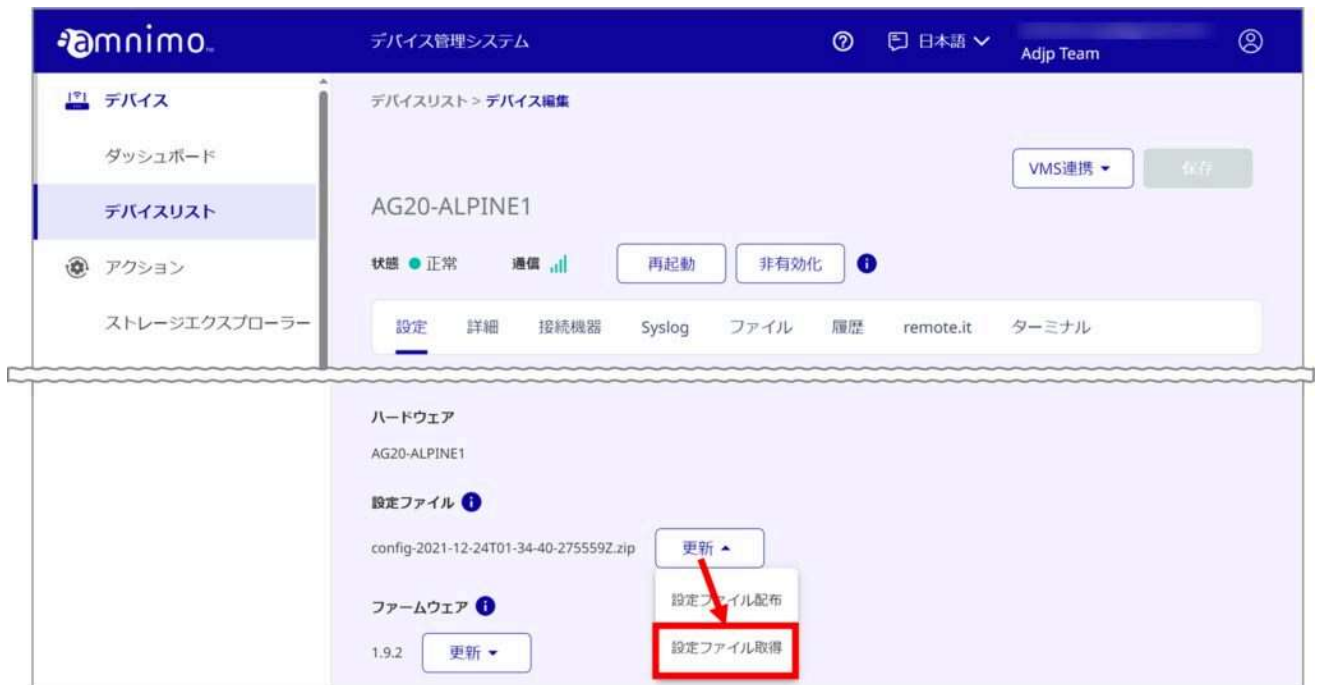 amnimo
デバイス管理システム
日本語
Adjp Team
デバイス
ダッシュボード
デバイスリスト
アクション
ストレージエクスプローラー
デバイスリスト > デバイス編集
VMS連携
保存
AG20-ALPINE1
状態 正常 通信
再起動 非有効化
設定 詳細 接続機器 Syslog ファイル 履歴 remote.it ターミナル
ハードウェア
AG20-ALPINE1
設定ファイル
config-2021-12-24T01-34-40-275559Z.zip 更新
設定ファイル配布
設定ファイル取得
ファームウェア
1.9.2 更新